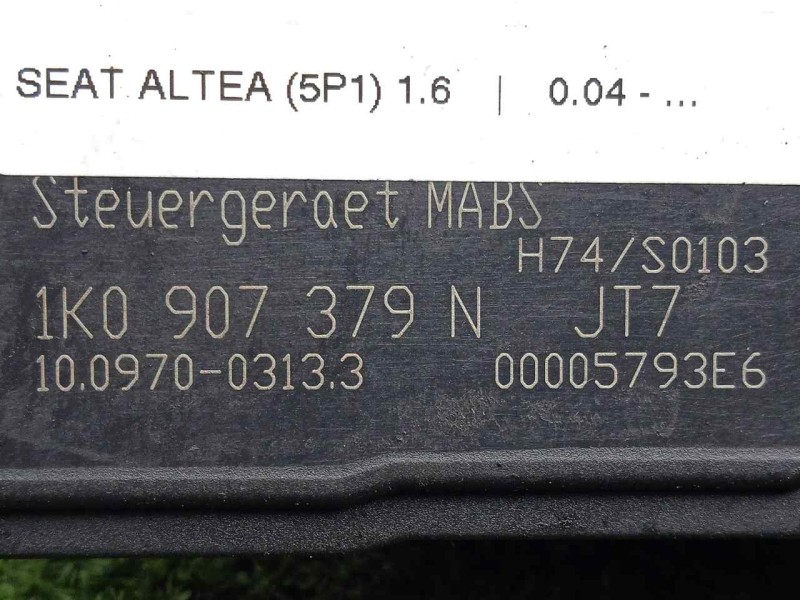 SEAT ALTEA (5P1) 1.6 | 0.04 - ...
Steuergeraet MABS
H74/S0103
1K0 907 379 N JT7
10.0970-0313.3 00005793E6